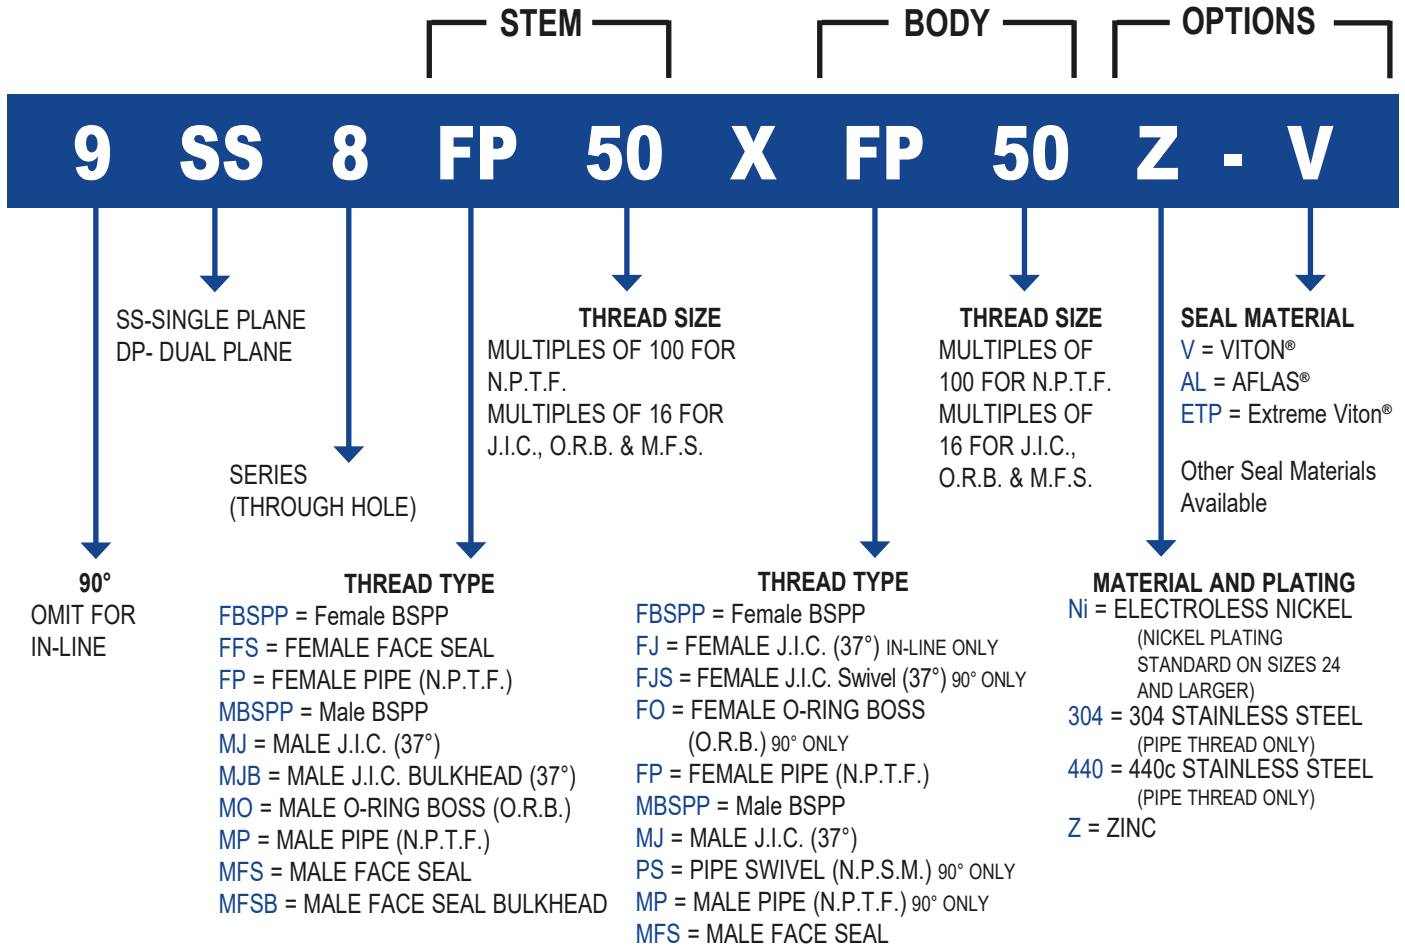 STEM
BODY
OPTIONS
9 SS 8 FP 50 X FP 50 Z - V
SS-SINGLE PLANE
DP- DUAL PLANE
SERIES
(THROUGH HOLE)
THREAD SIZE
MULTIPLES OF 100 FOR
N.P.T.F.
MULTIPLES OF 16 FOR
J.I.C., O.R.B. & M.F.S.
THREAD SIZE
MULTIPLES OF
100 FOR N.P.T.F.
MULTIPLES OF
16 FOR J.I.C.,
O.R.B. & M.F.S.
SEAL MATERIAL
V = VITON®
AL = AFLAS®
ETP = Extreme Viton®
Other Seal Materials
Available
90°
OMIT FOR
IN-LINE
THREAD TYPE
FBSPP = Female BSPP
FFS = FEMALE FACE SEAL
FP = FEMALE PIPE (N.P.T.F.)
MBSPP = Male BSPP
MJ = MALE J.I.C. (37°)
MJB = MALE J.I.C. BULKHEAD (37°)
MO = MALE O-RING BOSS (O.R.B.)
MP = MALE PIPE (N.P.T.F.)
MFS = MALE FACE SEAL
MFSB = MALE FACE SEAL BULKHEAD
THREAD TYPE
FBSPP = Female BSPP
FJ = FEMALE J.I.C. (37°) IN-LINE ONLY
FJS = FEMALE J.I.C. Swivel (37°) 90° ONLY
FO = FEMALE O-RING BOSS
(O.R.B.) 90° ONLY
FP = FEMALE PIPE (N.P.T.F.)
MBSPP = Male BSPP
MJ = MALE J.I.C. (37°)
PS = PIPE SWIVEL (N.P.S.M.) 90° ONLY
MP = MALE PIPE (N.P.T.F.) 90° ONLY
MFS = MALE FACE SEAL
MATERIAL AND PLATING
Ni = ELECTROLESS NICKEL
(NICKEL PLATING
STANDARD ON SIZES 24
AND LARGER)
304 = 304 STAINLESS STEEL
(PIPE THREAD ONLY)
440 = 440c STAINLESS STEEL
(PIPE THREAD ONLY)
Z = ZINC